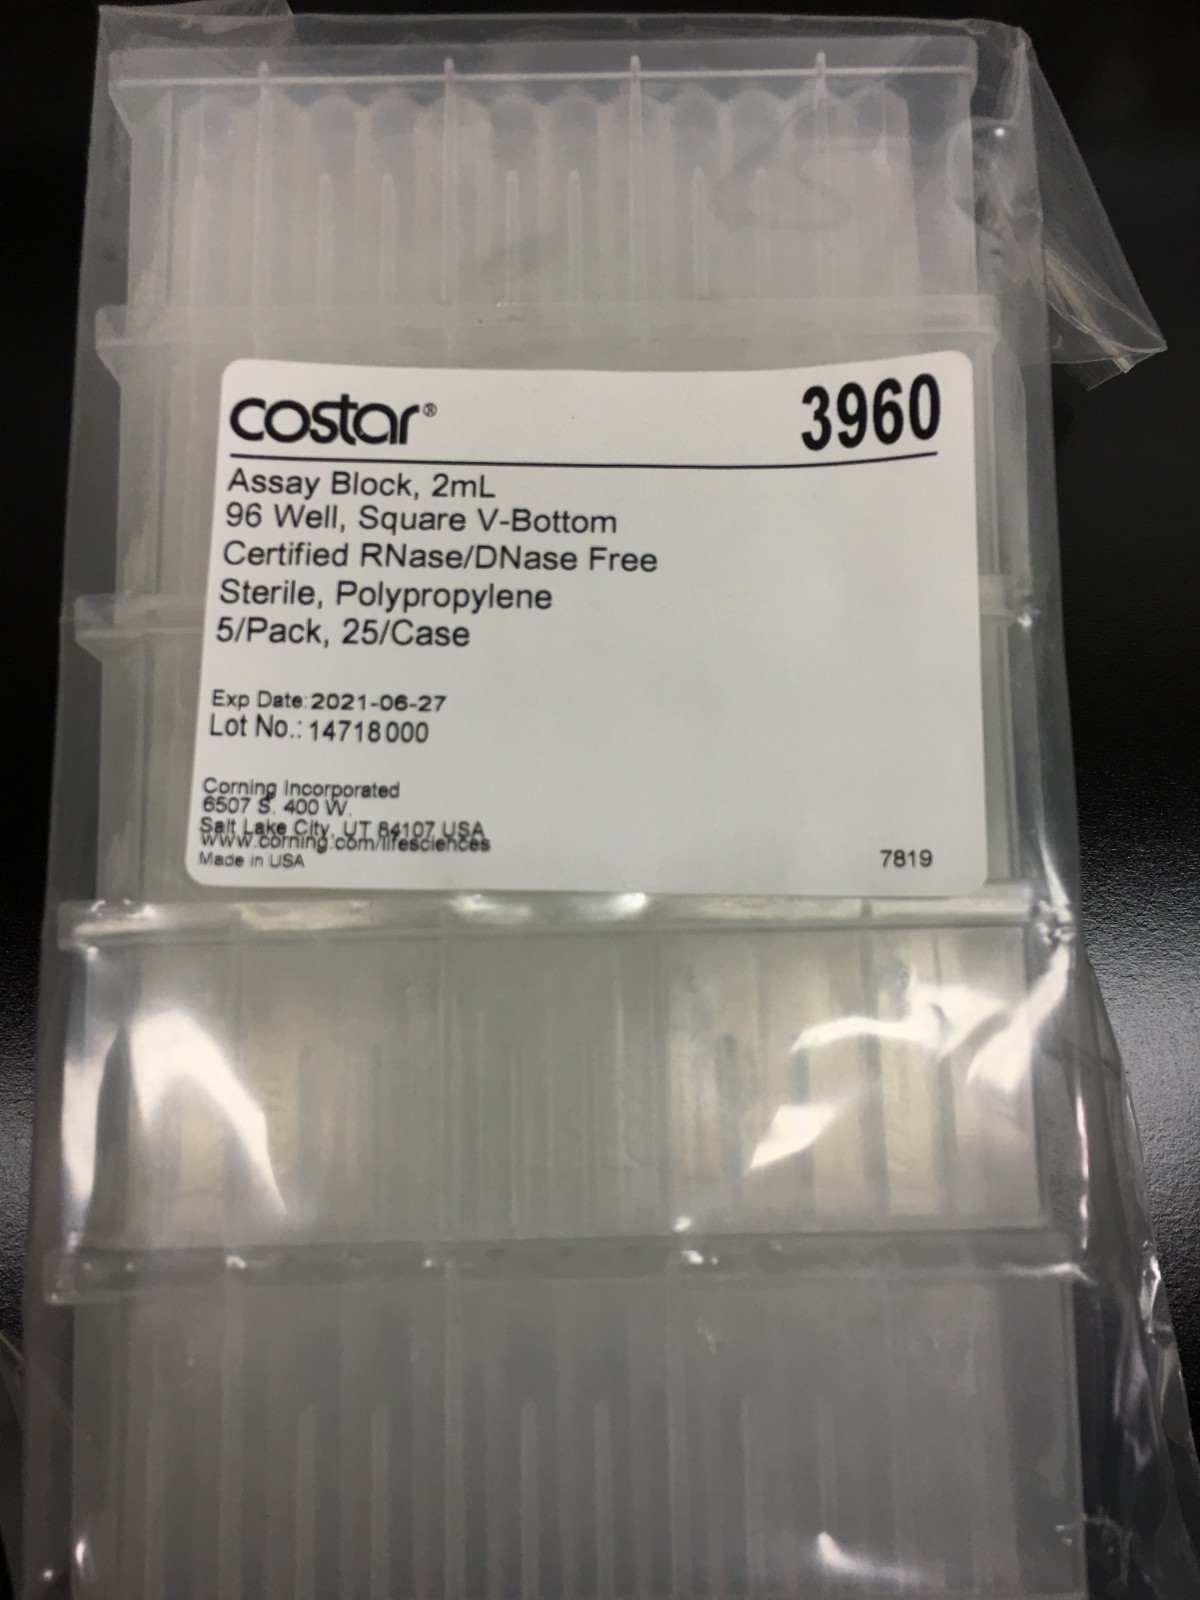 costar® 3960
Assay Block, 2mL
96 Well, Square V-Bottom
Certified RNase/DNase Free
Sterile, Polypropylene
5/Pack, 25/Case
Exp Date:2021-06-27
Lot No.: 14718000
Corning Incorporated
6507 S. 400 W.
Salt Lake City, UT 84107 USA
www.corning.com/lifesciences
Made in USA 7819